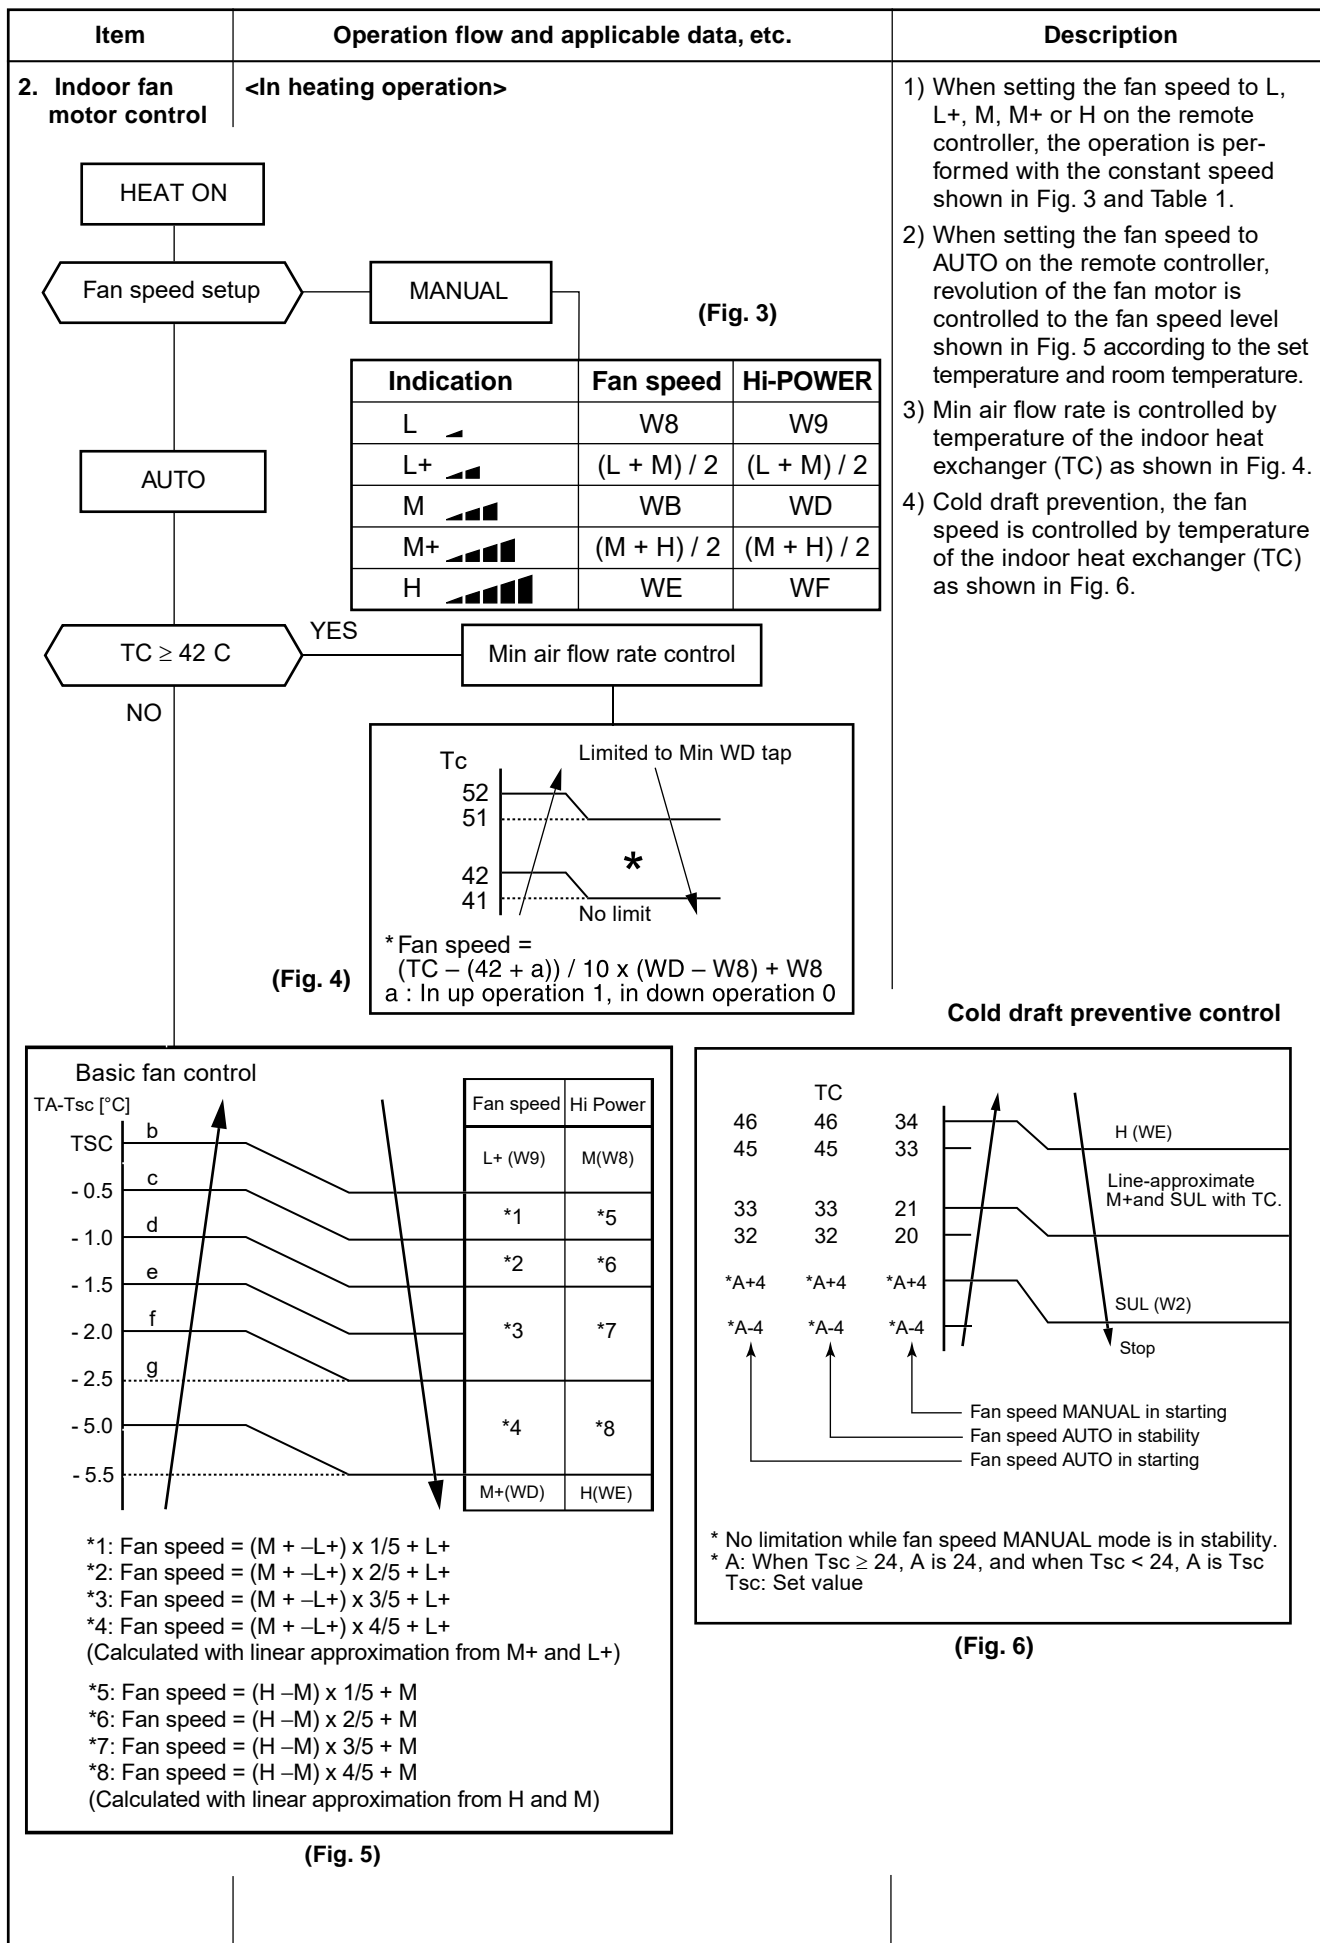 Item
Operation flow and applicable data, etc.
Description
2. Indoor fan
motor control
<In heating operation>
HEAT ON
Fan speed setup
MANUAL
(Fig. 3)
Indication Fan speed Hi-POWER
L W8 W9
L+ (L + M) / 2 (L + M) / 2
M WB WD
M+ (M + H) / 2 (M + H) / 2
H WE WF
AUTO
TC ≥ 42 C
YES
Min air flow rate control
NO
Tc
Limited to Min WD tap
52
51
42
*
41
No limit
* Fan speed =
(TC – (42 + a)) / 10 x (WD – W8) + W8
a : In up operation 1, in down operation 0
(Fig. 4)
1) When setting the fan speed to L,
L+, M, M+ or H on the remote
controller, the operation is per-
formed with the constant speed
shown in Fig. 3 and Table 1.
2) When setting the fan speed to
AUTO on the remote controller,
revolution of the fan motor is
controlled to the fan speed level
shown in Fig. 5 according to the set
temperature and room temperature.
3) Min air flow rate is controlled by
temperature of the indoor heat
exchanger (TC) as shown in Fig. 4.
4) Cold draft prevention, the fan
speed is controlled by temperature
of the indoor heat exchanger (TC)
as shown in Fig. 6.
Basic fan control
TA-Tsc [°C]
Fan speed Hi Power
TSC b
L+ (W9) M(W8)
- 0.5 c
*1 *5
- 1.0 d
*2 *6
- 1.5 e
- 2.0 f
*3 *7
- 2.5 g
- 5.0
*4 *8
- 5.5
M+(WD) H(WE)
*1: Fan speed = (M + –L+) x 1/5 + L+
*2: Fan speed = (M + –L+) x 2/5 + L+
*3: Fan speed = (M + –L+) x 3/5 + L+
*4: Fan speed = (M + –L+) x 4/5 + L+
(Calculated with linear approximation from M+ and L+)
*5: Fan speed = (H –M) x 1/5 + M
*6: Fan speed = (H –M) x 2/5 + M
*7: Fan speed = (H –M) x 3/5 + M
*8: Fan speed = (H –M) x 4/5 + M
(Calculated with linear approximation from H and M)
(Fig. 5)
Cold draft preventive control
TC
46 46 34
H (WE)
45 45 33
Line-approximate
M+and SUL with TC.
33 33 21
32 32 20
*A+4 *A+4 *A+4
SUL (W2)
*A-4 *A-4 *A-4
Stop
Fan speed MANUAL in starting
Fan speed AUTO in stability
Fan speed AUTO in starting
* No limitation while fan speed MANUAL mode is in stability.
* A: When Tsc ≥ 24, A is 24, and when Tsc < 24, A is Tsc
Tsc: Set value
(Fig. 6)